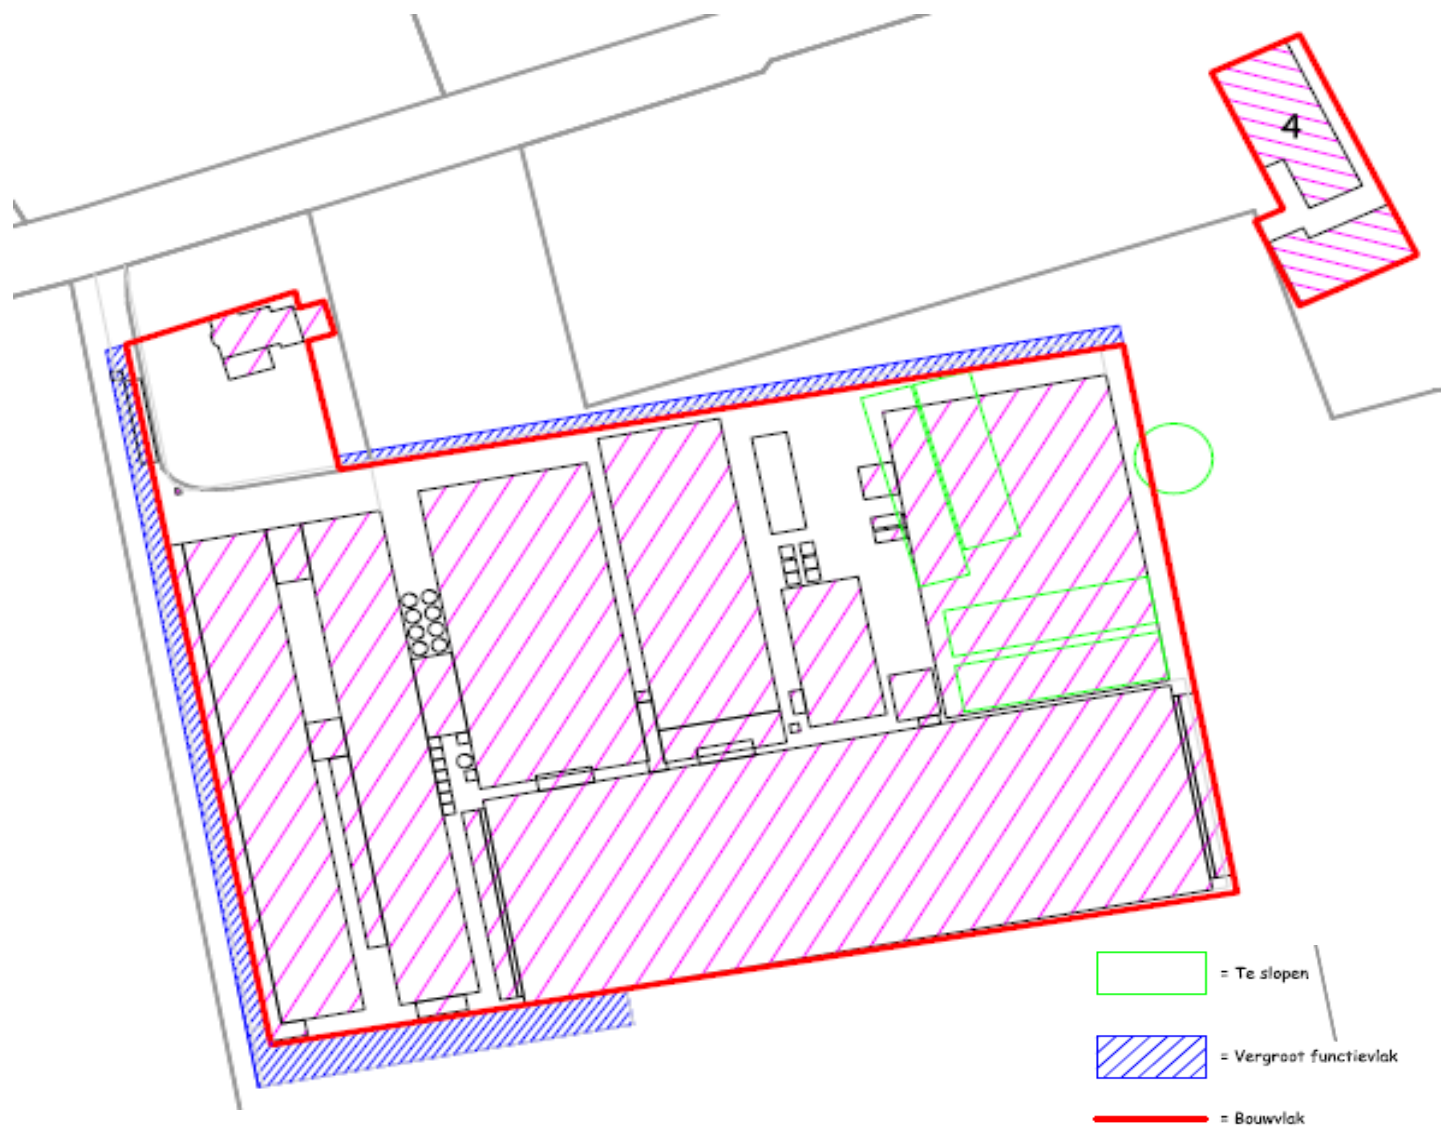 4
= Te slopen
= Vergroot functievlak
= Bouwvlak